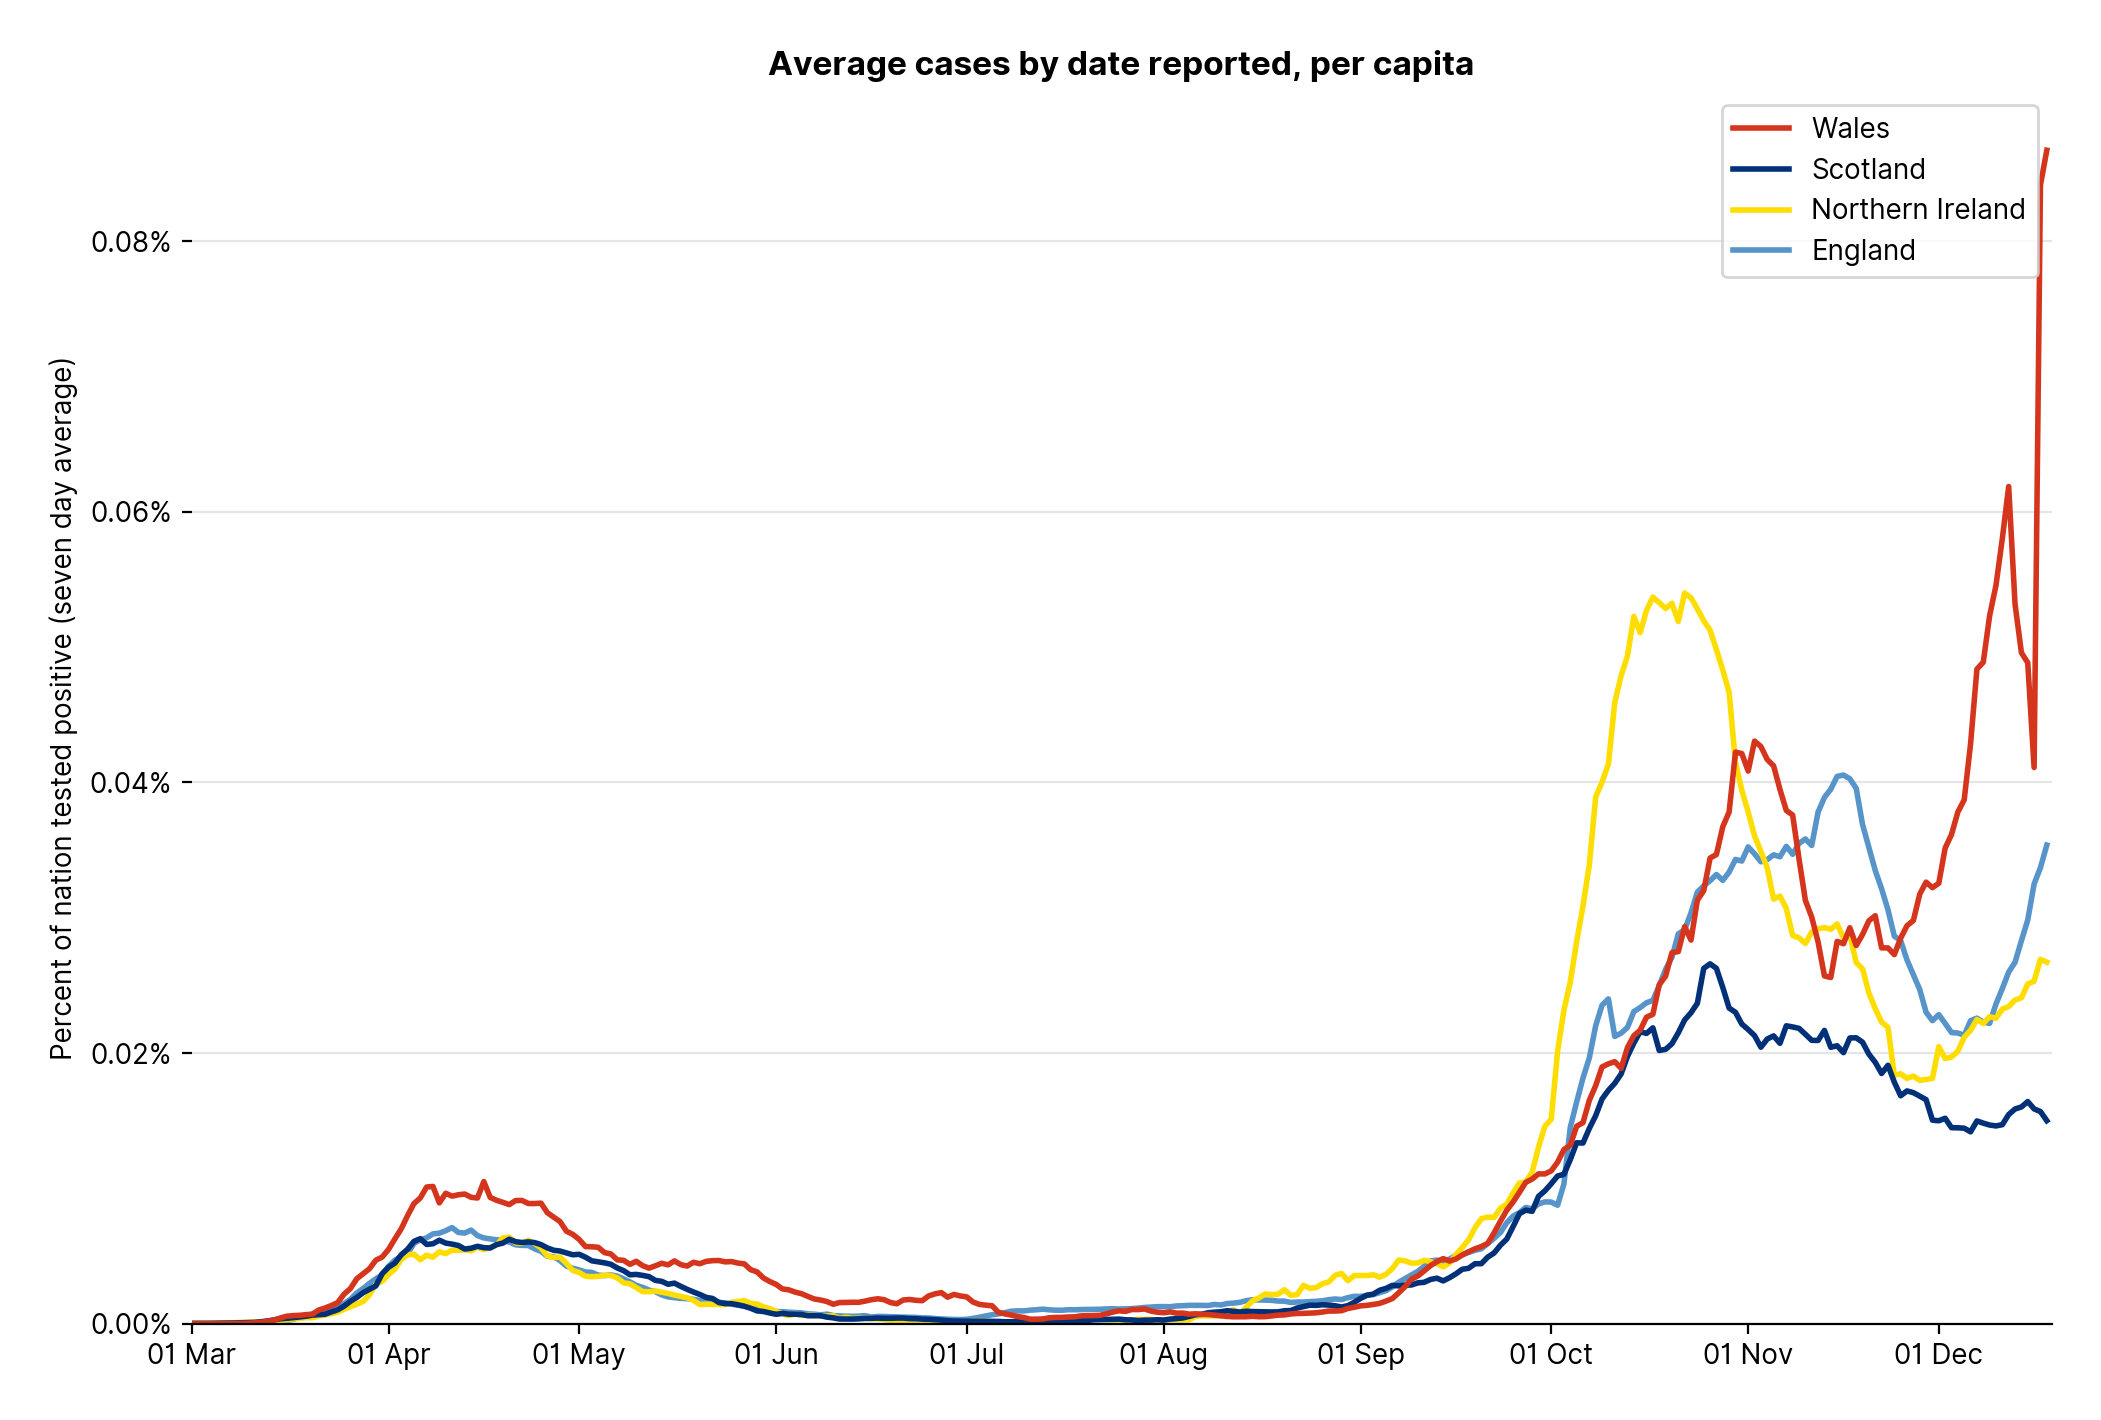 Average cases by date reported, per capita
Wales
Scotland
Northern Ireland
England
Percent of nation tested positive (seven day average)
0.08%
0.06%
0.04%
0.02%
0.00%
01 Mar
01 Apr
01 May
01 Jun
01 Jul
01 Aug
01 Sep
01 Oct
01 Nov
01 Dec